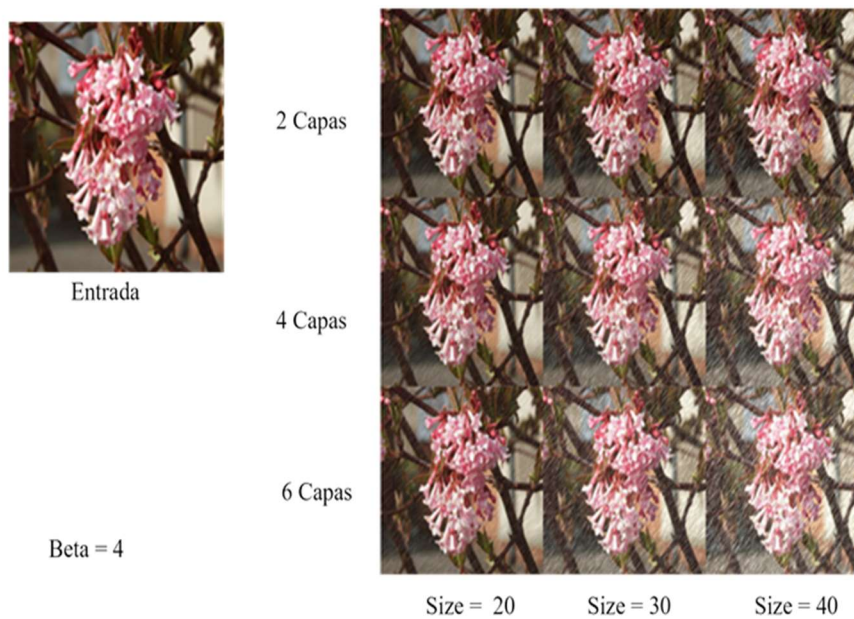 Entrada
2 Capas
4 Capas
6 Capas
Beta = 4
Size = 20
Size = 30
Size = 40